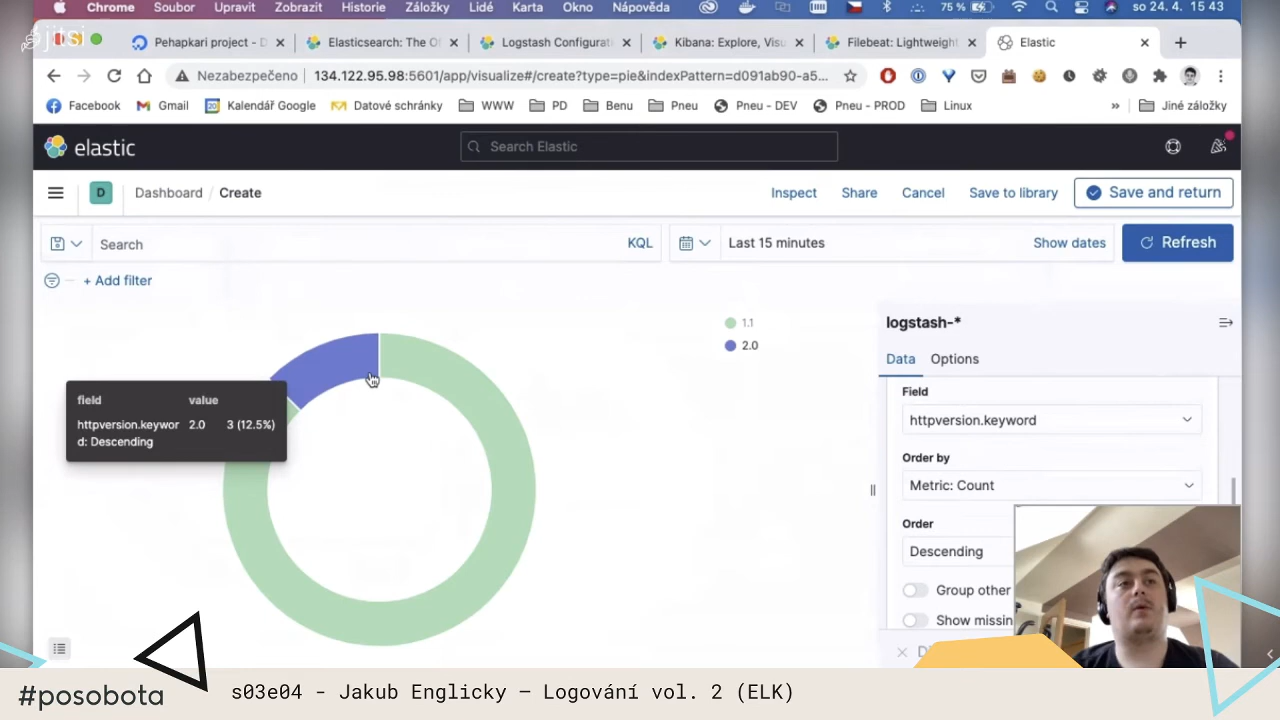 Chrome Soubor Upravit Zobrazit Historie Záložky Lidé Karta Okno Nápověda 75 % so 24. 4. 15 43
jitsi
Pehapkari project - D
Elasticsearch: The Of
Logstash Configurati
Kibana: Explore, Visu
Filebeat: Lightweight
Elastic
Nezabezpečeno 134.122.95.98:5601/app/visualize#/create?type=pie&indexPattern=d091ab90-a5...
Facebook Gmail Kalendář Google Datové schránky WWW PD Benu Pneu Pneu - DEV Pneu - PROD Linux » Jiné záložky
elastic
Search Elastic
D Dashboard / Create
Inspect Share Cancel Save to library Save and return
Search KQL
Last 15 minutes Show dates Refresh
+ Add filter
1.1
2.0
field value
httpversion.keywor 2.0 3 (12.5%)
d: Descending
logstash-*
Data Options
Field
httpversion.keyword
Order by
Metric: Count
Order
Descending
Group other
Show missin
#posobota
s03e04 - Jakub Englicky – Logování vol. 2 (ELK)